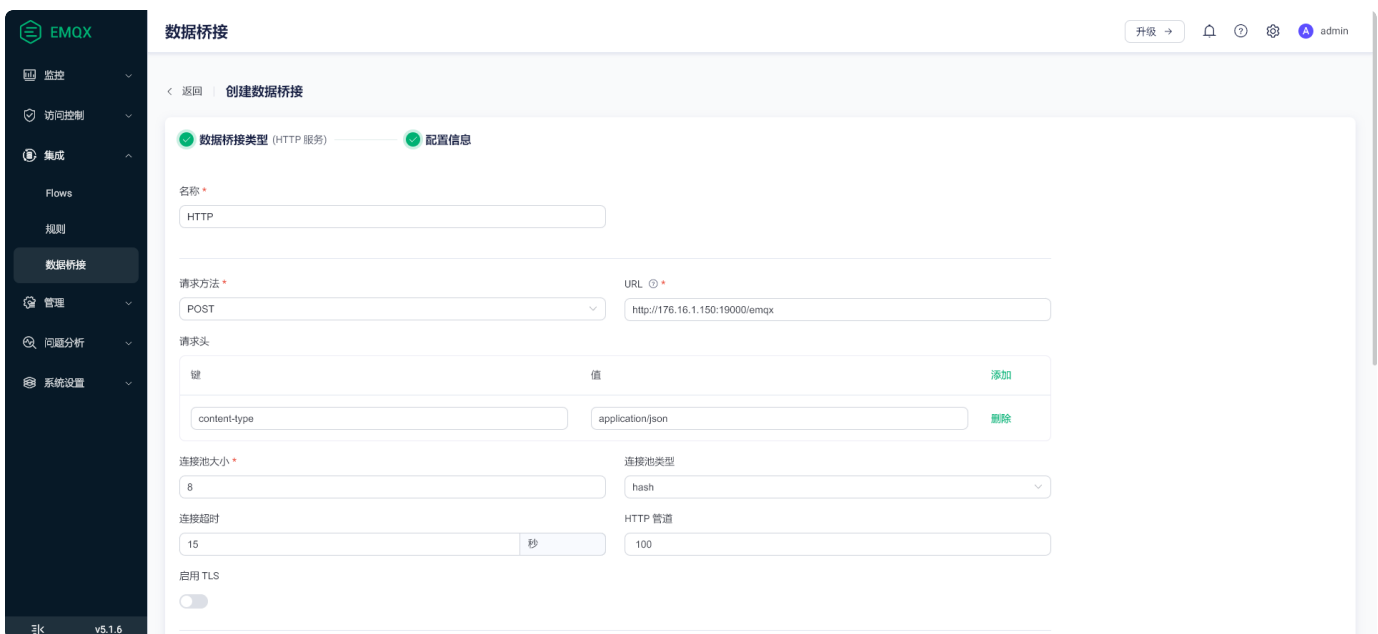 EMQX
数据桥接
升级 →
A admin
监控
访问控制
集成
Flows
规则
数据桥接
管理
问题分析
系统设置
v5.1.6
返回 创建数据桥接
数据桥接类型 (HTTP 服务) 配置信息
名称 *
HTTP
请求方法 * URL *
POST http://176.16.1.150:19000/emqx
请求头
键 值 添加
content-type application/json 删除
连接池大小 * 连接池类型
8 hash
连接超时 HTTP 管道
15 秒 100
启用 TLS